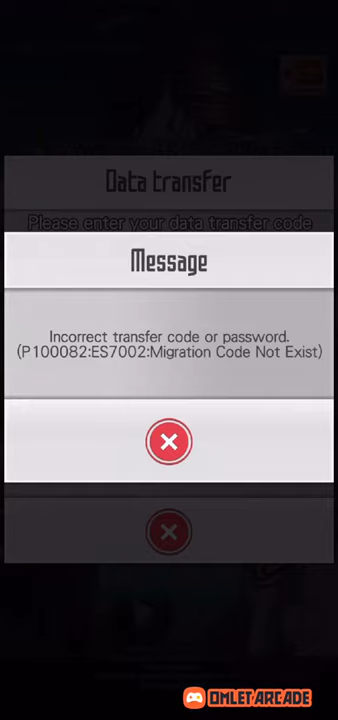 Data transfer
Please enter your data transfer code
Message
Incorrect transfer code or password.
(P100082:ES7002:Migration Code Not Exist)
OMLET ARCADE